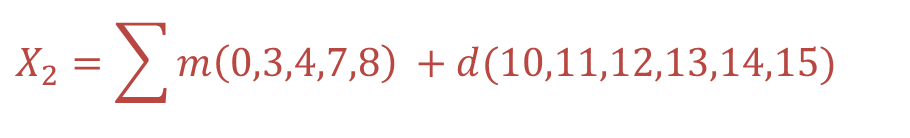 X₂ = ∑ m(0,3,4,7,8) + d(10,11,12,13,14,15)